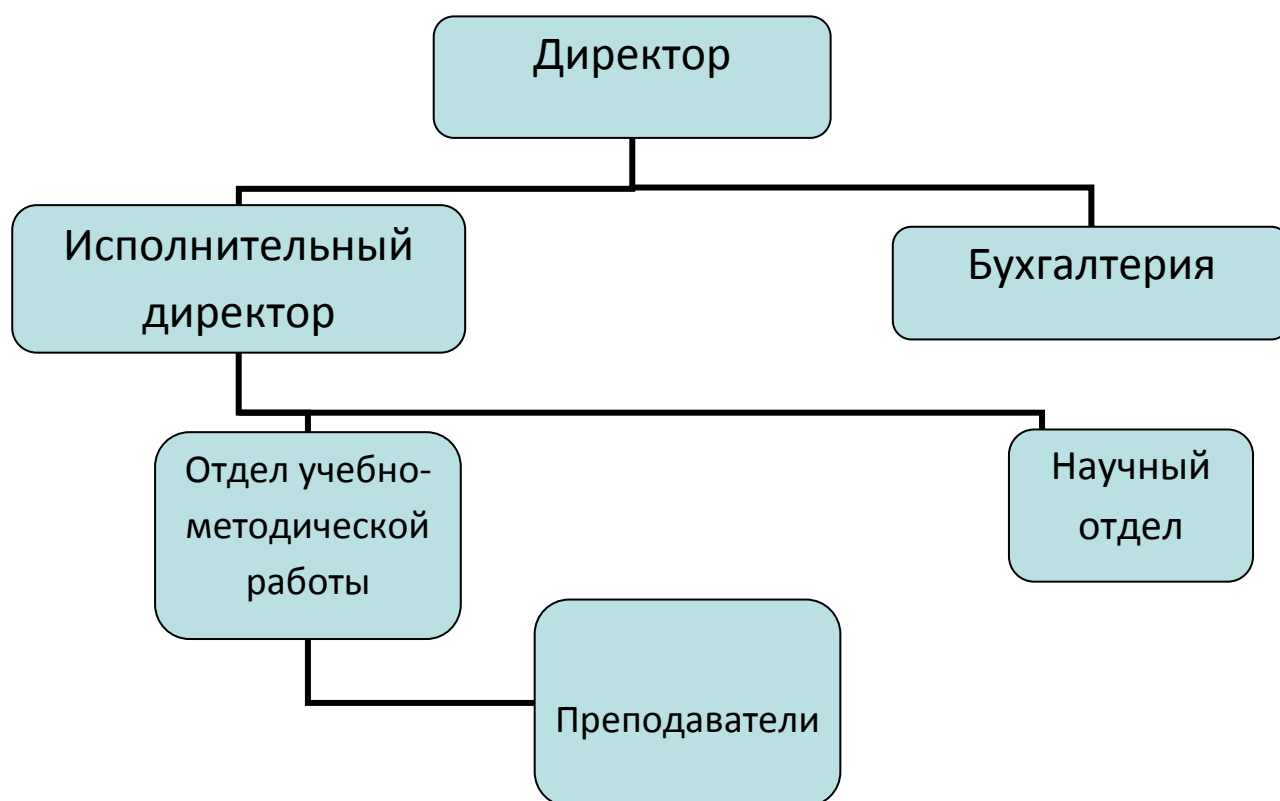 Директор
Исполнительный
директор
Бухгалтерия
Отдел учебно-
методической
работы
Научный
отдел
Преподаватели